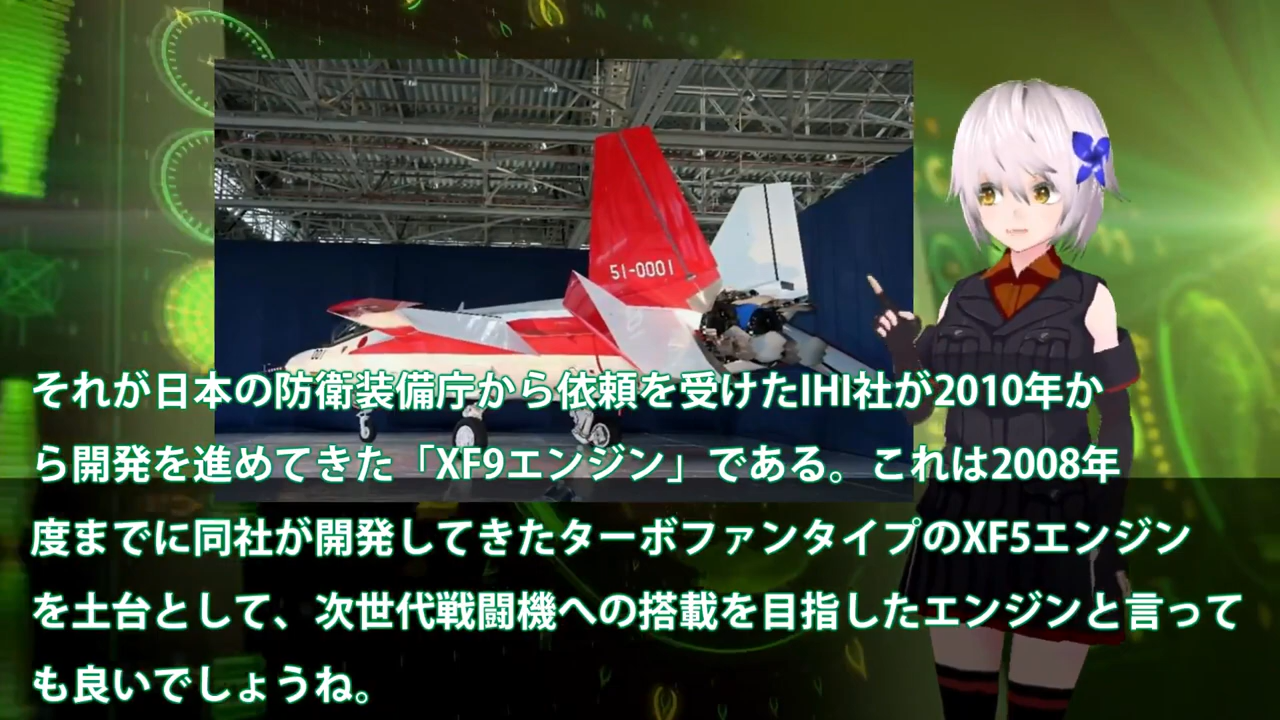 51-0001
001
それが日本の防衛装備庁から依頼を受けたIHI社が2010年か
ら開発を進めてきた「XF9エンジン」である。これは2008年
度までに同社が開発してきたターボファンタイプのXF5エンジン
を土台として、次世代戦闘機への搭載を目指したエンジンと言って
も良いでしょうね。